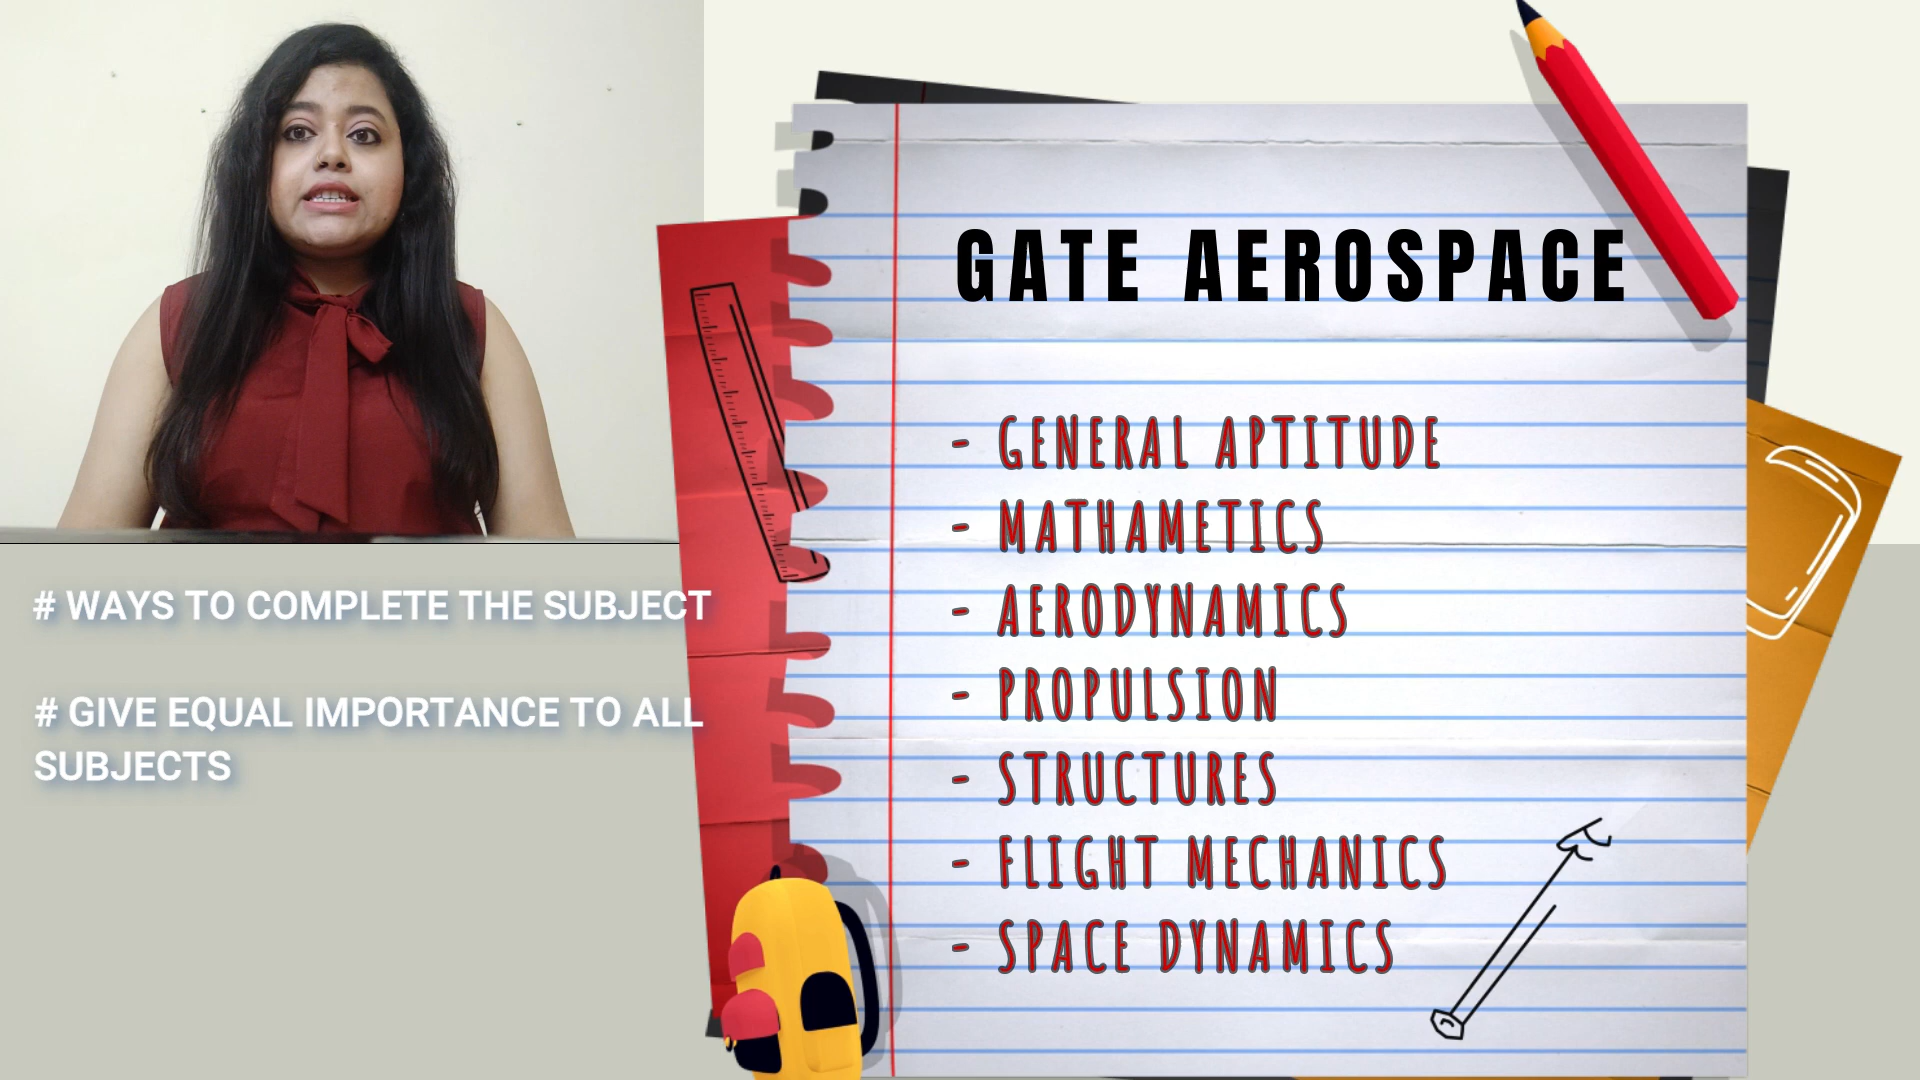 # WAYS TO COMPLETE THE SUBJECT
# GIVE EQUAL IMPORTANCE TO ALL
SUBJECTS
GATE AEROSPACE
- GENERAL APTITUDE
- MATHAMETICS
- AERODYNAMICS
- PROPULSION
- STRUCTURES
- FLIGHT MECHANICS
- SPACE DYNAMICS